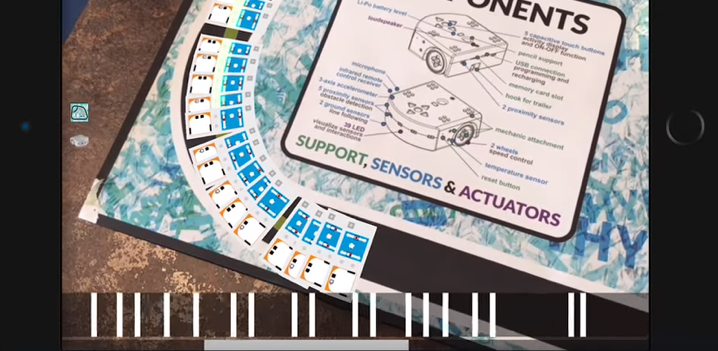 PONENTS
Li-Po battery level
loudspeaker
5 capacitive touch buttons
activity display
and ON-OFF function
pencil support
USB connection
programming and
recharging
memory card slot
hook for trailer
2 proximity sensors
microphone
infrared remote
control receiver
3-axis accelerometer
5 proximity sensors
obstacle detection
2 ground sensors
line following
39 LED
visualize sensors
and interactions
mechanic attachment
2 wheels
speed control
temperature sensor
reset button
SUPPORT, SENSORS & ACTUATORS
THY